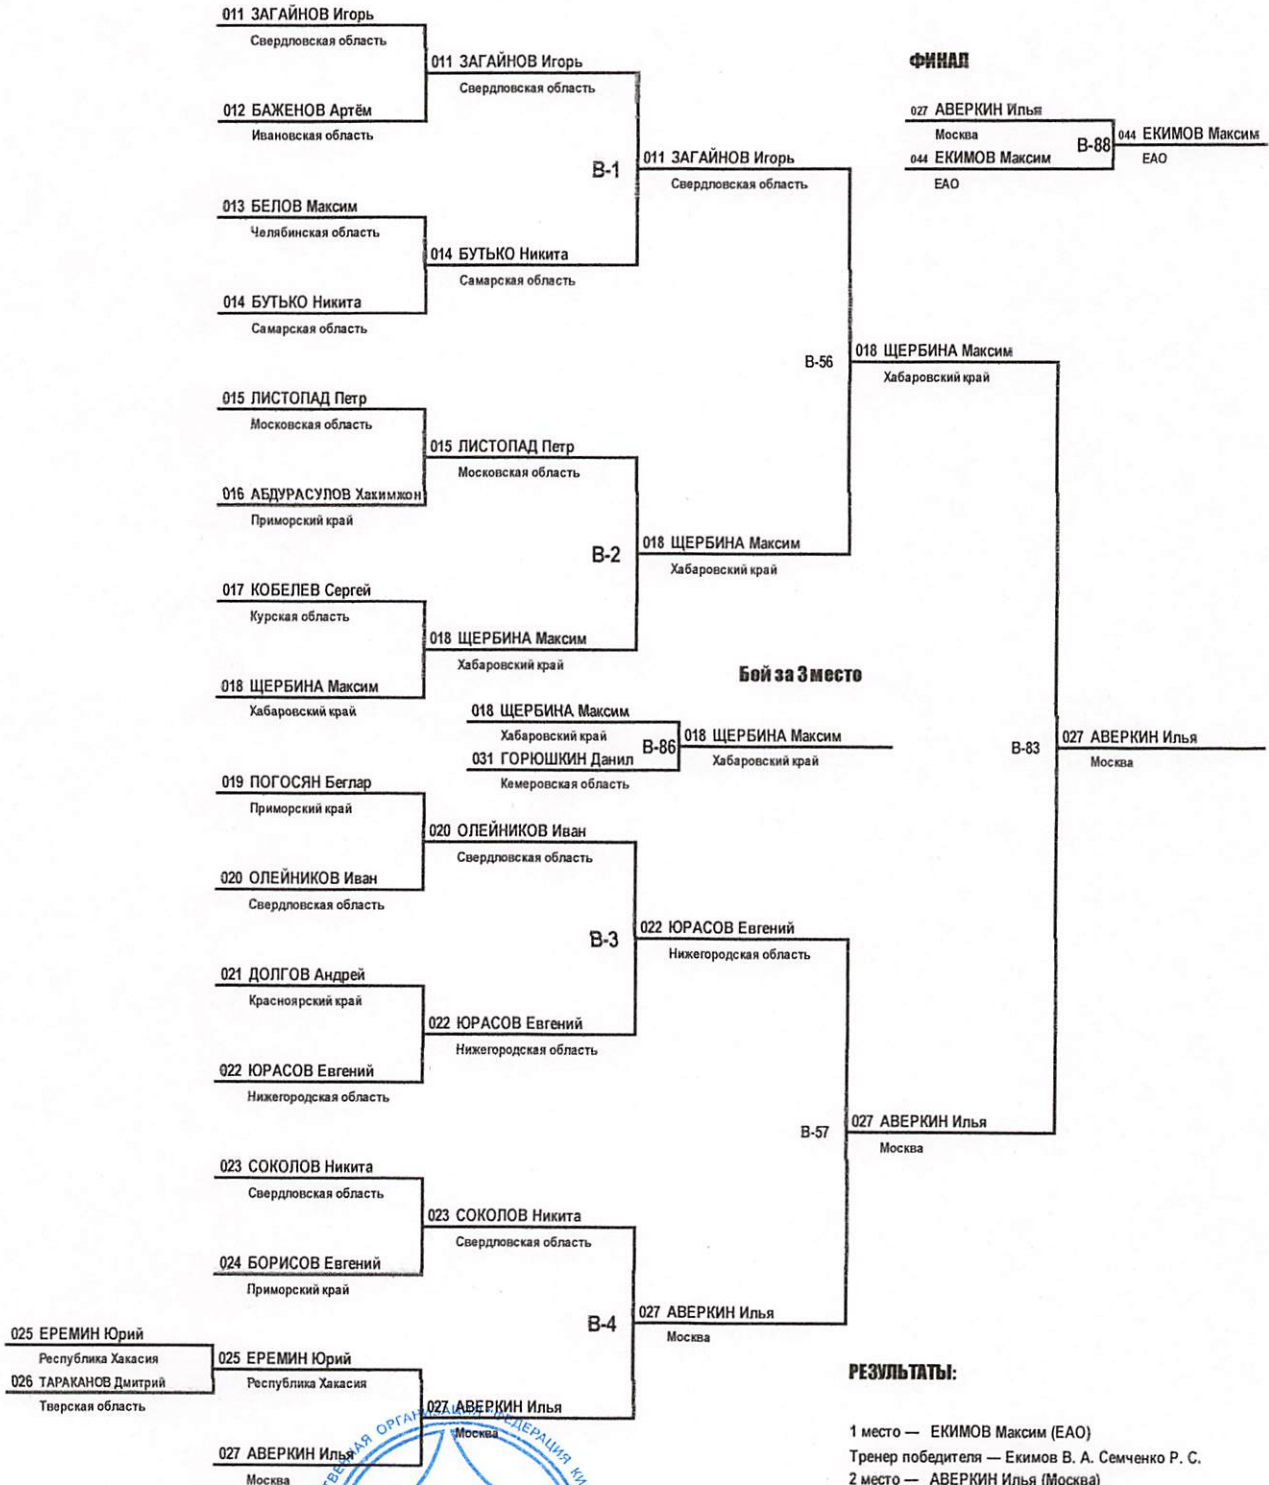 011 ЗАГАЙНОВ Игорь
Свердловская область
012 БАЖЕНОВ Артём
Ивановская область
013 БЕЛОВ Максим
Челябинская область
014 БУТЬКО Никита
Самарская область
015 ЛИСТОПАД Петр
Московская область
016 АБДУРАСУЛОВ Хакимжон
Приморский край
017 КОБЕЛЕВ Сергей
Курская область
018 ЩЕРБИНА Максим
Хабаровский край
019 ПОГОСЯН Беглар
Приморский край
020 ОЛЕЙНИКОВ Иван
Свердловская область
021 ДОЛГОВ Андрей
Красноярский край
022 ЮРАСОВ Евгений
Нижегородская область
023 СОКОЛОВ Никита
Свердловская область
024 БОРИСОВ Евгений
Приморский край
025 ЕРЕМИН Юрий
Республика Хакасия
026 ТАРАКАНОВ Дмитрий
Тверская область
025 ЕРЕМИН Юрий
Республика Хакасия
027 АВЕРКИН Илья
Москва
011 ЗАГАЙНОВ Игорь
Свердловская область
014 БУТЬКО Никита
Самарская область
015 ЛИСТОПАД Петр
Московская область
018 ЩЕРБИНА Максим
Хабаровский край
020 ОЛЕЙНИКОВ Иван
Свердловская область
022 ЮРАСОВ Евгений
Нижегородская область
023 СОКОЛОВ Никита
Свердловская область
027 АВЕРКИН Илья
Москва
В-1
011 ЗАГАЙНОВ Игорь
Свердловская область
В-2
018 ЩЕРБИНА Максим
Хабаровский край
В-3
022 ЮРАСОВ Евгений
Нижегородская область
В-4
027 АВЕРКИН Илья
Москва
В-56
018 ЩЕРБИНА Максим
Хабаровский край
В-57
027 АВЕРКИН Илья
Москва
В-83
027 АВЕРКИН Илья
Москва
Бой за 3 место
018 ЩЕРБИНА Максим
Хабаровский край
031 ГОРЮШКИН Данил
Кемеровская область
В-86
018 ЩЕРБИНА Максим
Хабаровский край
ФИНАЛ
027 АВЕРКИН Илья
Москва
044 ЕКИМОВ Максим
ЕАО
В-88
044 ЕКИМОВ Максим
ЕАО
РЕЗУЛЬТАТЫ:
1 место — ЕКИМОВ Максим (ЕАО)
Тренер победителя — Екимов В. А. Семченко Р. С.
2 место — АВЕРКИН Илья (Москва)
ОРГАНИЗАЦИЯ ФЕДЕРАЦИЯ